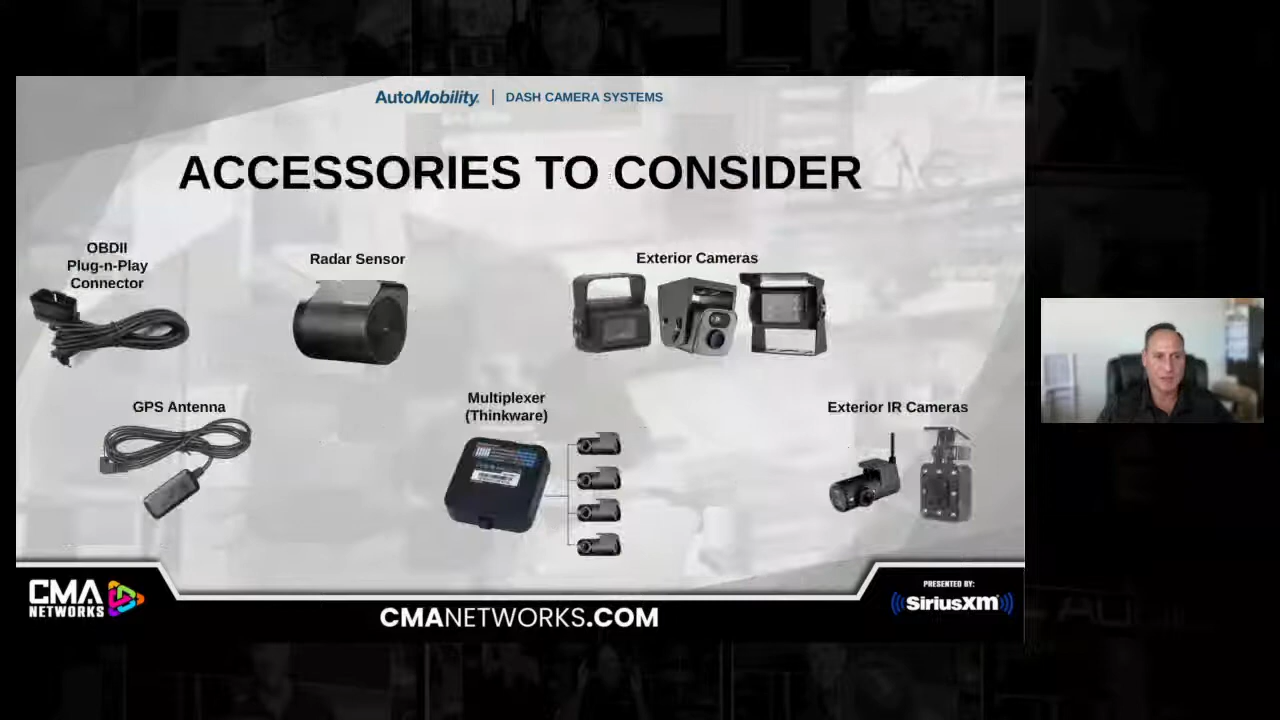 AutoMobility. | DASH CAMERA SYSTEMS
ACCESSORIES TO CONSIDER
OBDII
Plug-n-Play
Connector
Radar Sensor
Exterior Cameras
GPS Antenna
Multiplexer
(Thinkware)
Exterior IR Cameras
CMA
NETWORKS
CMANETWORKS.COM
PRESENTED BY:
SiriusXM